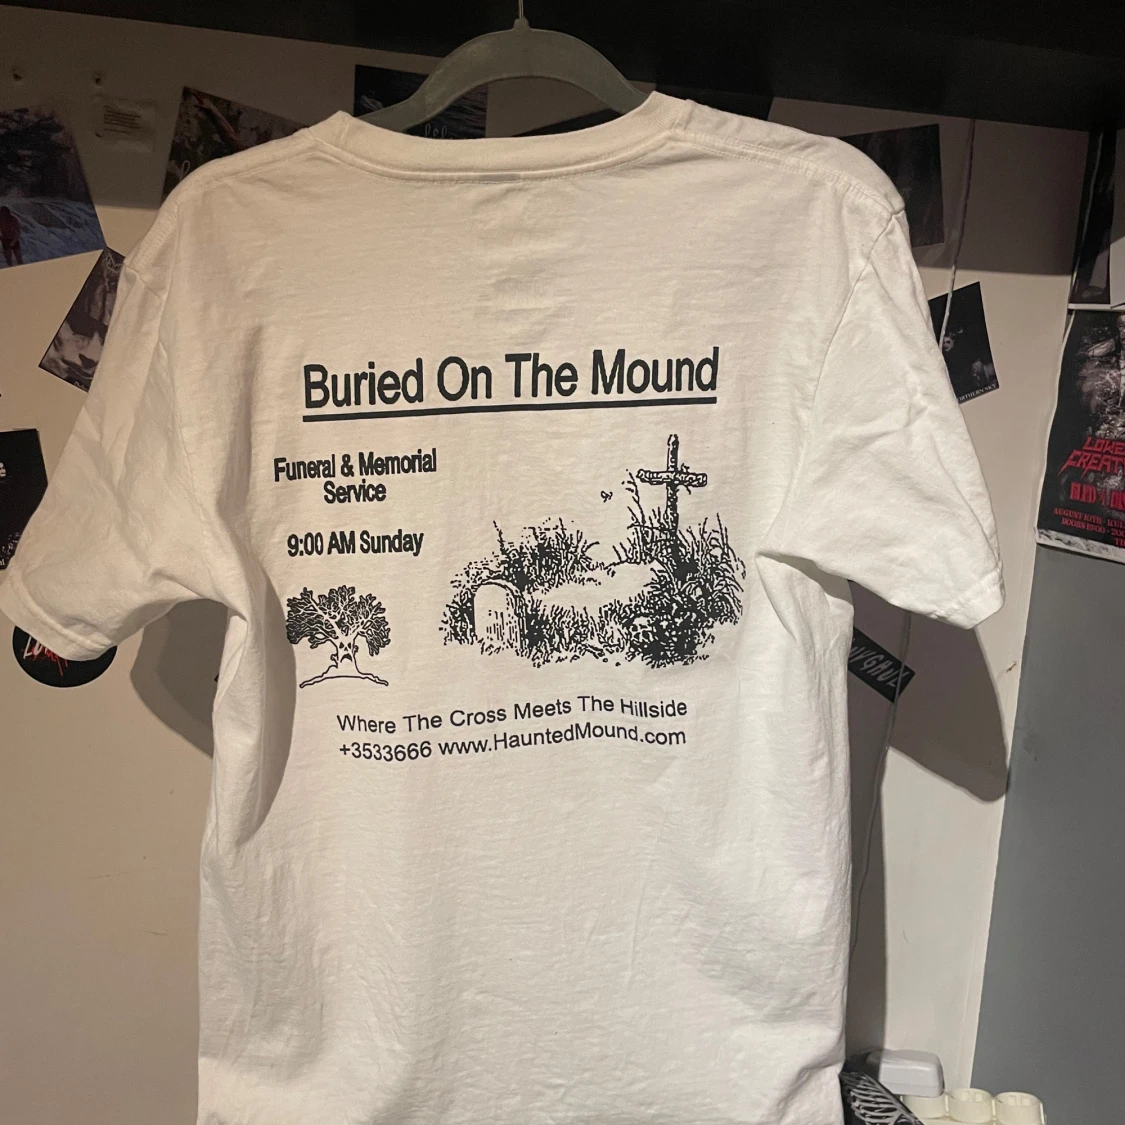 Buried On The Mound
Funeral & Memorial
Service
9:00 AM Sunday
Where The Cross Meets The Hillside
+3533666 www.HauntedMound.com